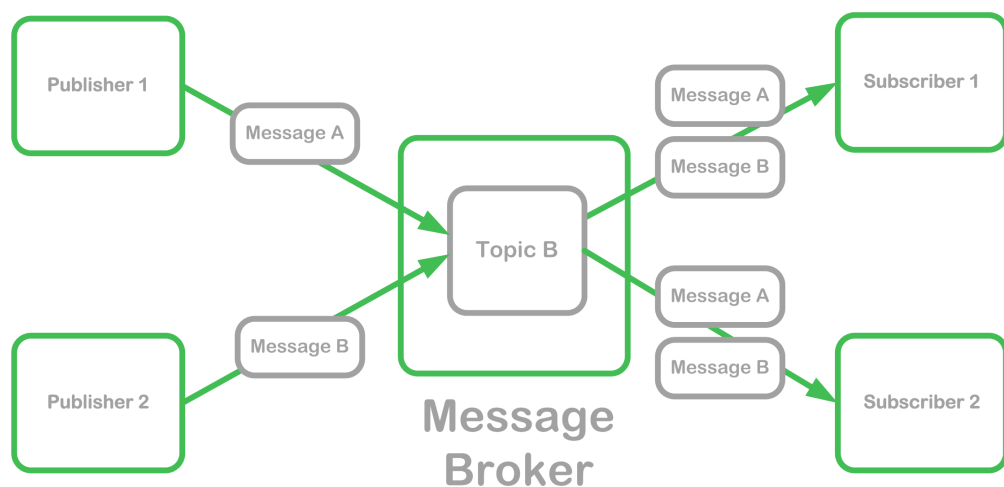 Publisher 1
Message A
Message A
Message B
Subscriber 1
Topic B
Publisher 2
Message B
Message A
Message B
Subscriber 2
Message
Broker